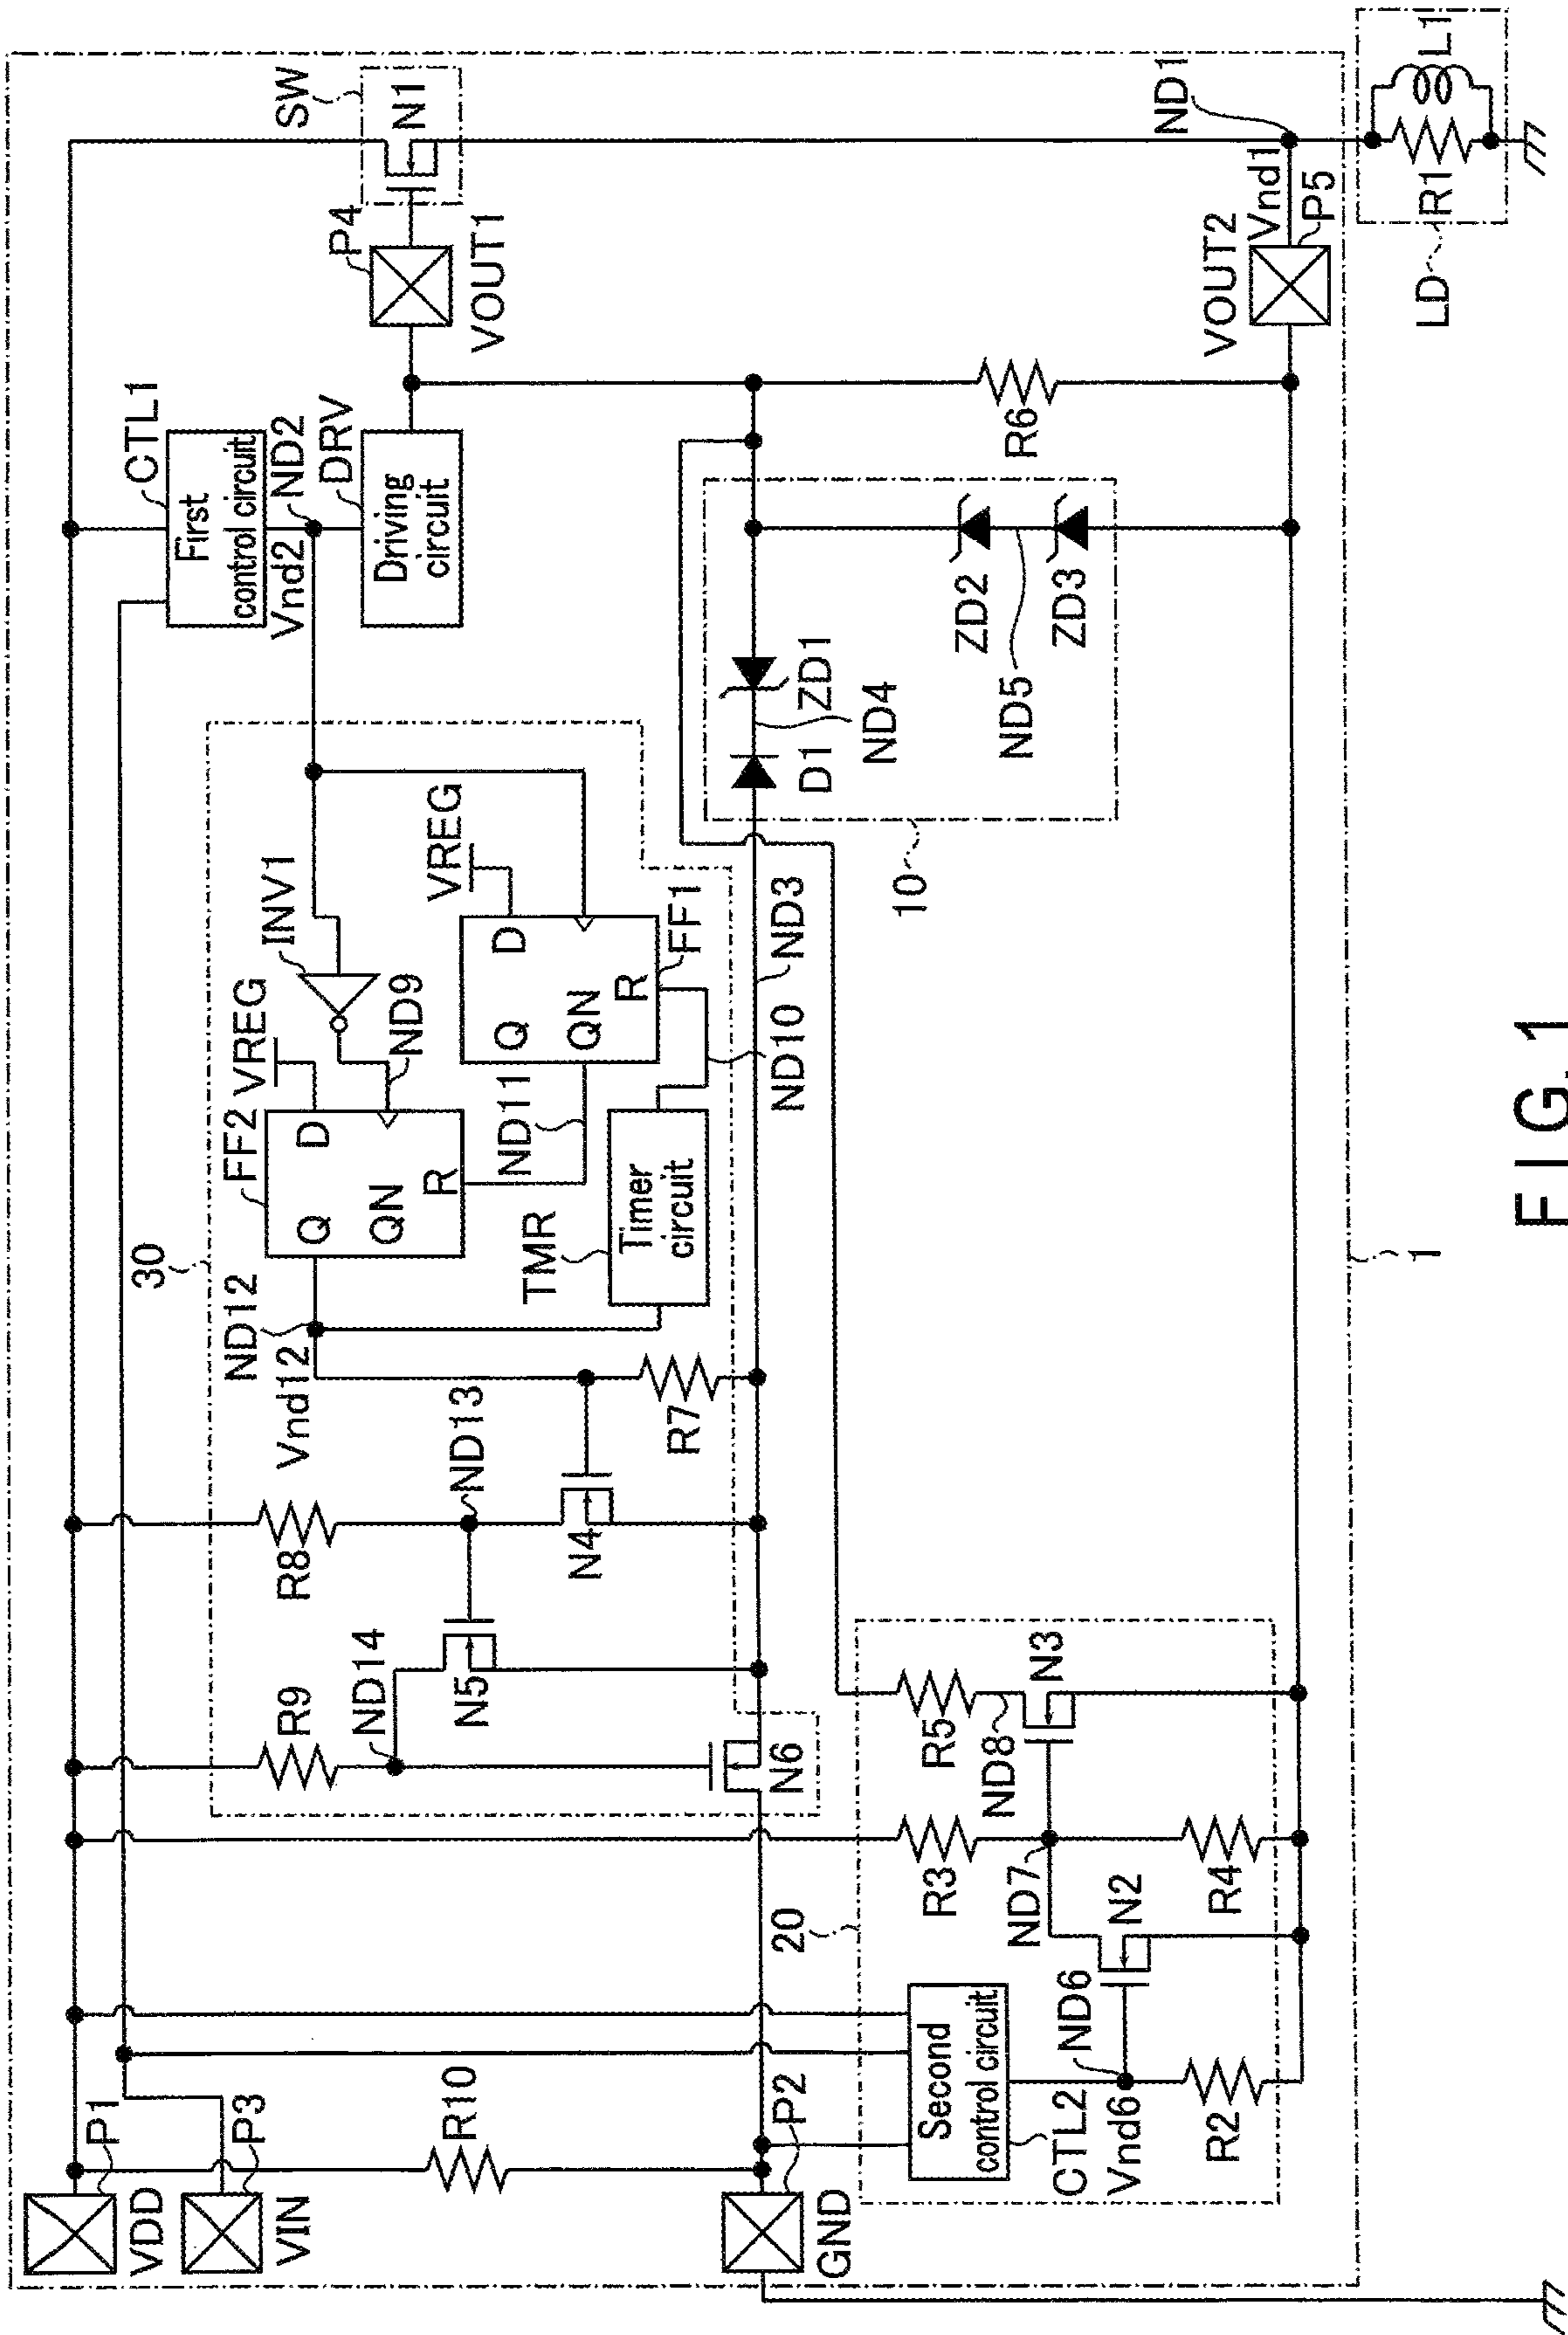 SW
N1
P4
VOUT1
CTL1
First
control circuit
ND2
Vnd2
DRV
Driving
circuit
ND1
Vnd1
P5
VOUT2
R1
L1
LD
R6
ZD1
ND4
D1
ZD2
ND5
ZD3
10
30
INV1
VREG
ND9
FF1
D
Q
QN
R
ND10
VREG
FF2
D
Q
QN
R
ND11
ND3
TMR
Timer
circuit
ND12
Vnd12
R7
ND13
N4
R8
N5
ND14
R9
N6
20
R5
ND8
N3
R3
ND7
R4
N2
ND6
Vnd6
R2
Second
control circuit
CTL2
R10
P1
VDD
P3
VIN
P2
GND
1
FIG. 1